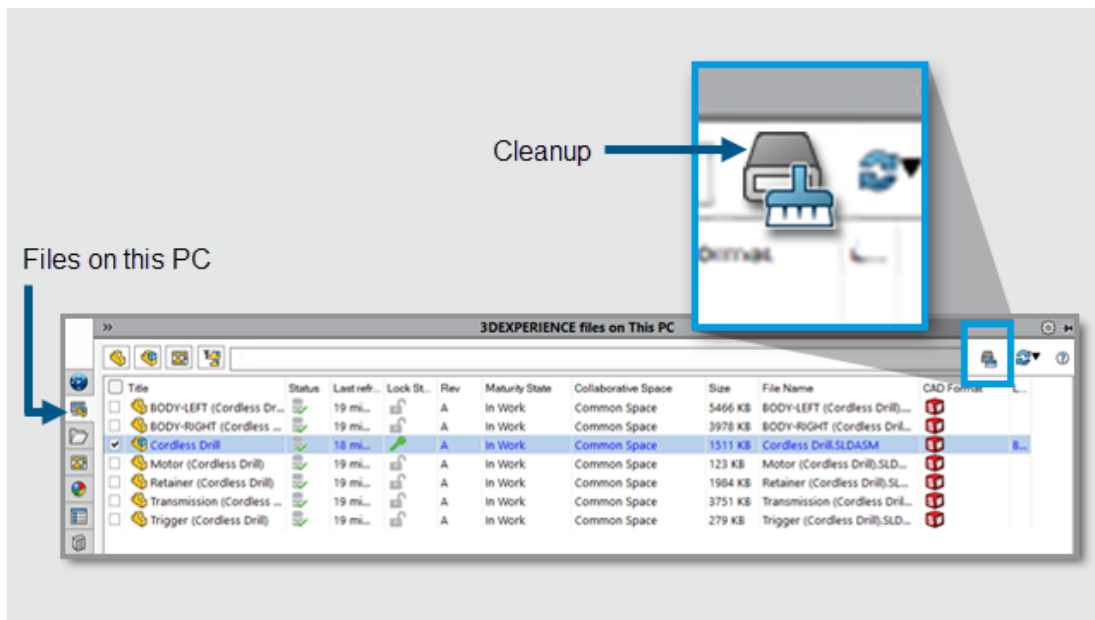 Cleanup
Files on this PC
»
3DEXPERIENCE files on This PC
Title Status Last refr... Lock St... Rev Maturity State Collaborative Space Size File Name CAD Format L...
BODY-LEFT (Cordless Dr... 19 mi... A In Work Common Space 5466 KB BODY-LEFT (Cordless Drill)....
BODY-RIGHT (Cordless ... 19 mi... A In Work Common Space 3978 KB BODY-RIGHT (Cordless Dril...
Cordless Drill 18 mi... A In Work Common Space 1511 KB Cordless Drill.SLDASM 8...
Motor (Cordless Drill) 19 mi... A In Work Common Space 123 KB Motor (Cordless Drill).SLD...
Retainer (Cordless Drill) 19 mi... A In Work Common Space 1984 KB Retainer (Cordless Drill).SL...
Transmission (Cordless ... 19 mi... A In Work Common Space 3751 KB Transmission (Cordless Dril...
Trigger (Cordless Drill) 19 mi... A In Work Common Space 279 KB Trigger (Cordless Drill).SLD...